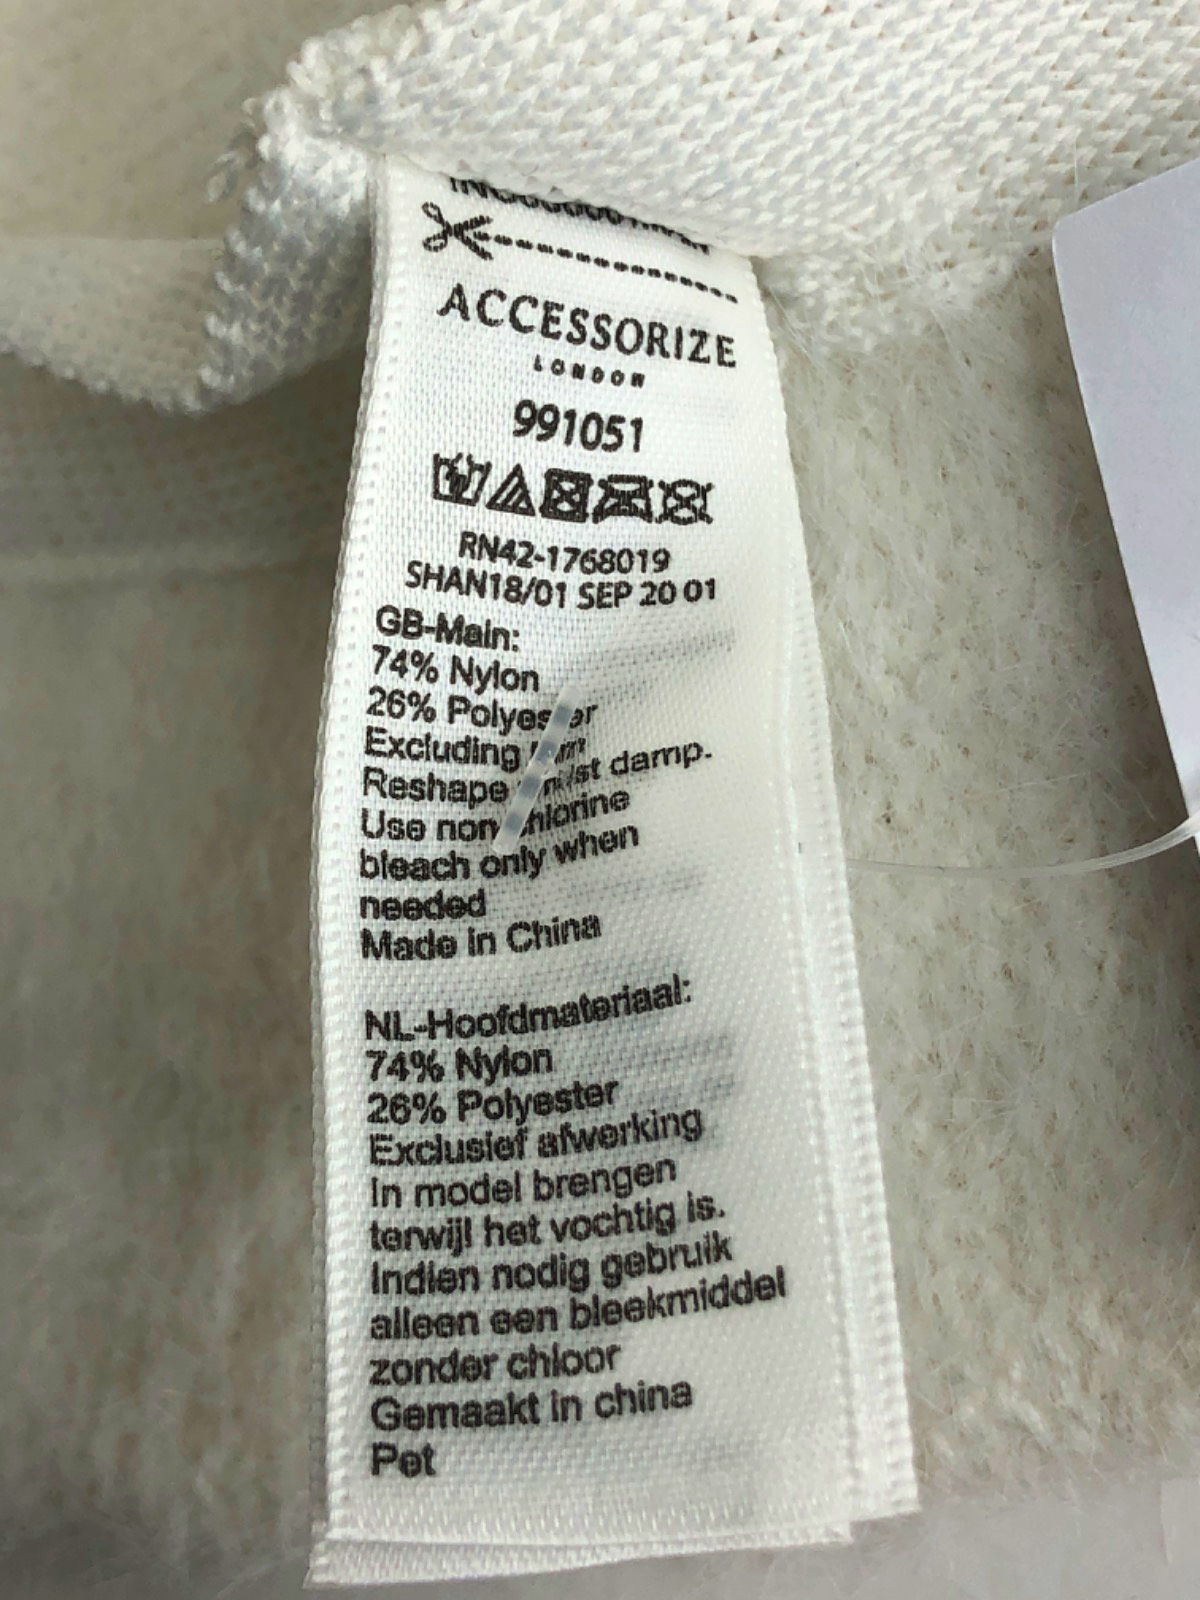 ACCESSORIZE
LONDON
991051
RN42-1768019
SHAN18/01 SEP 20 01
GB-Main:
74% Nylon
26% Polyester
Excluding
Reshape whilst damp.
Use non chlorine
bleach only when
needed
Made in China
NL-Hoofdmateriaal:
74% Nylon
26% Polyester
Exclusief afwerking
In model brengen
terwijl het vochtig is.
Indien nodig gebruik
alleen een bleekmiddel
zonder chloor
Gemaakt in china
Pet